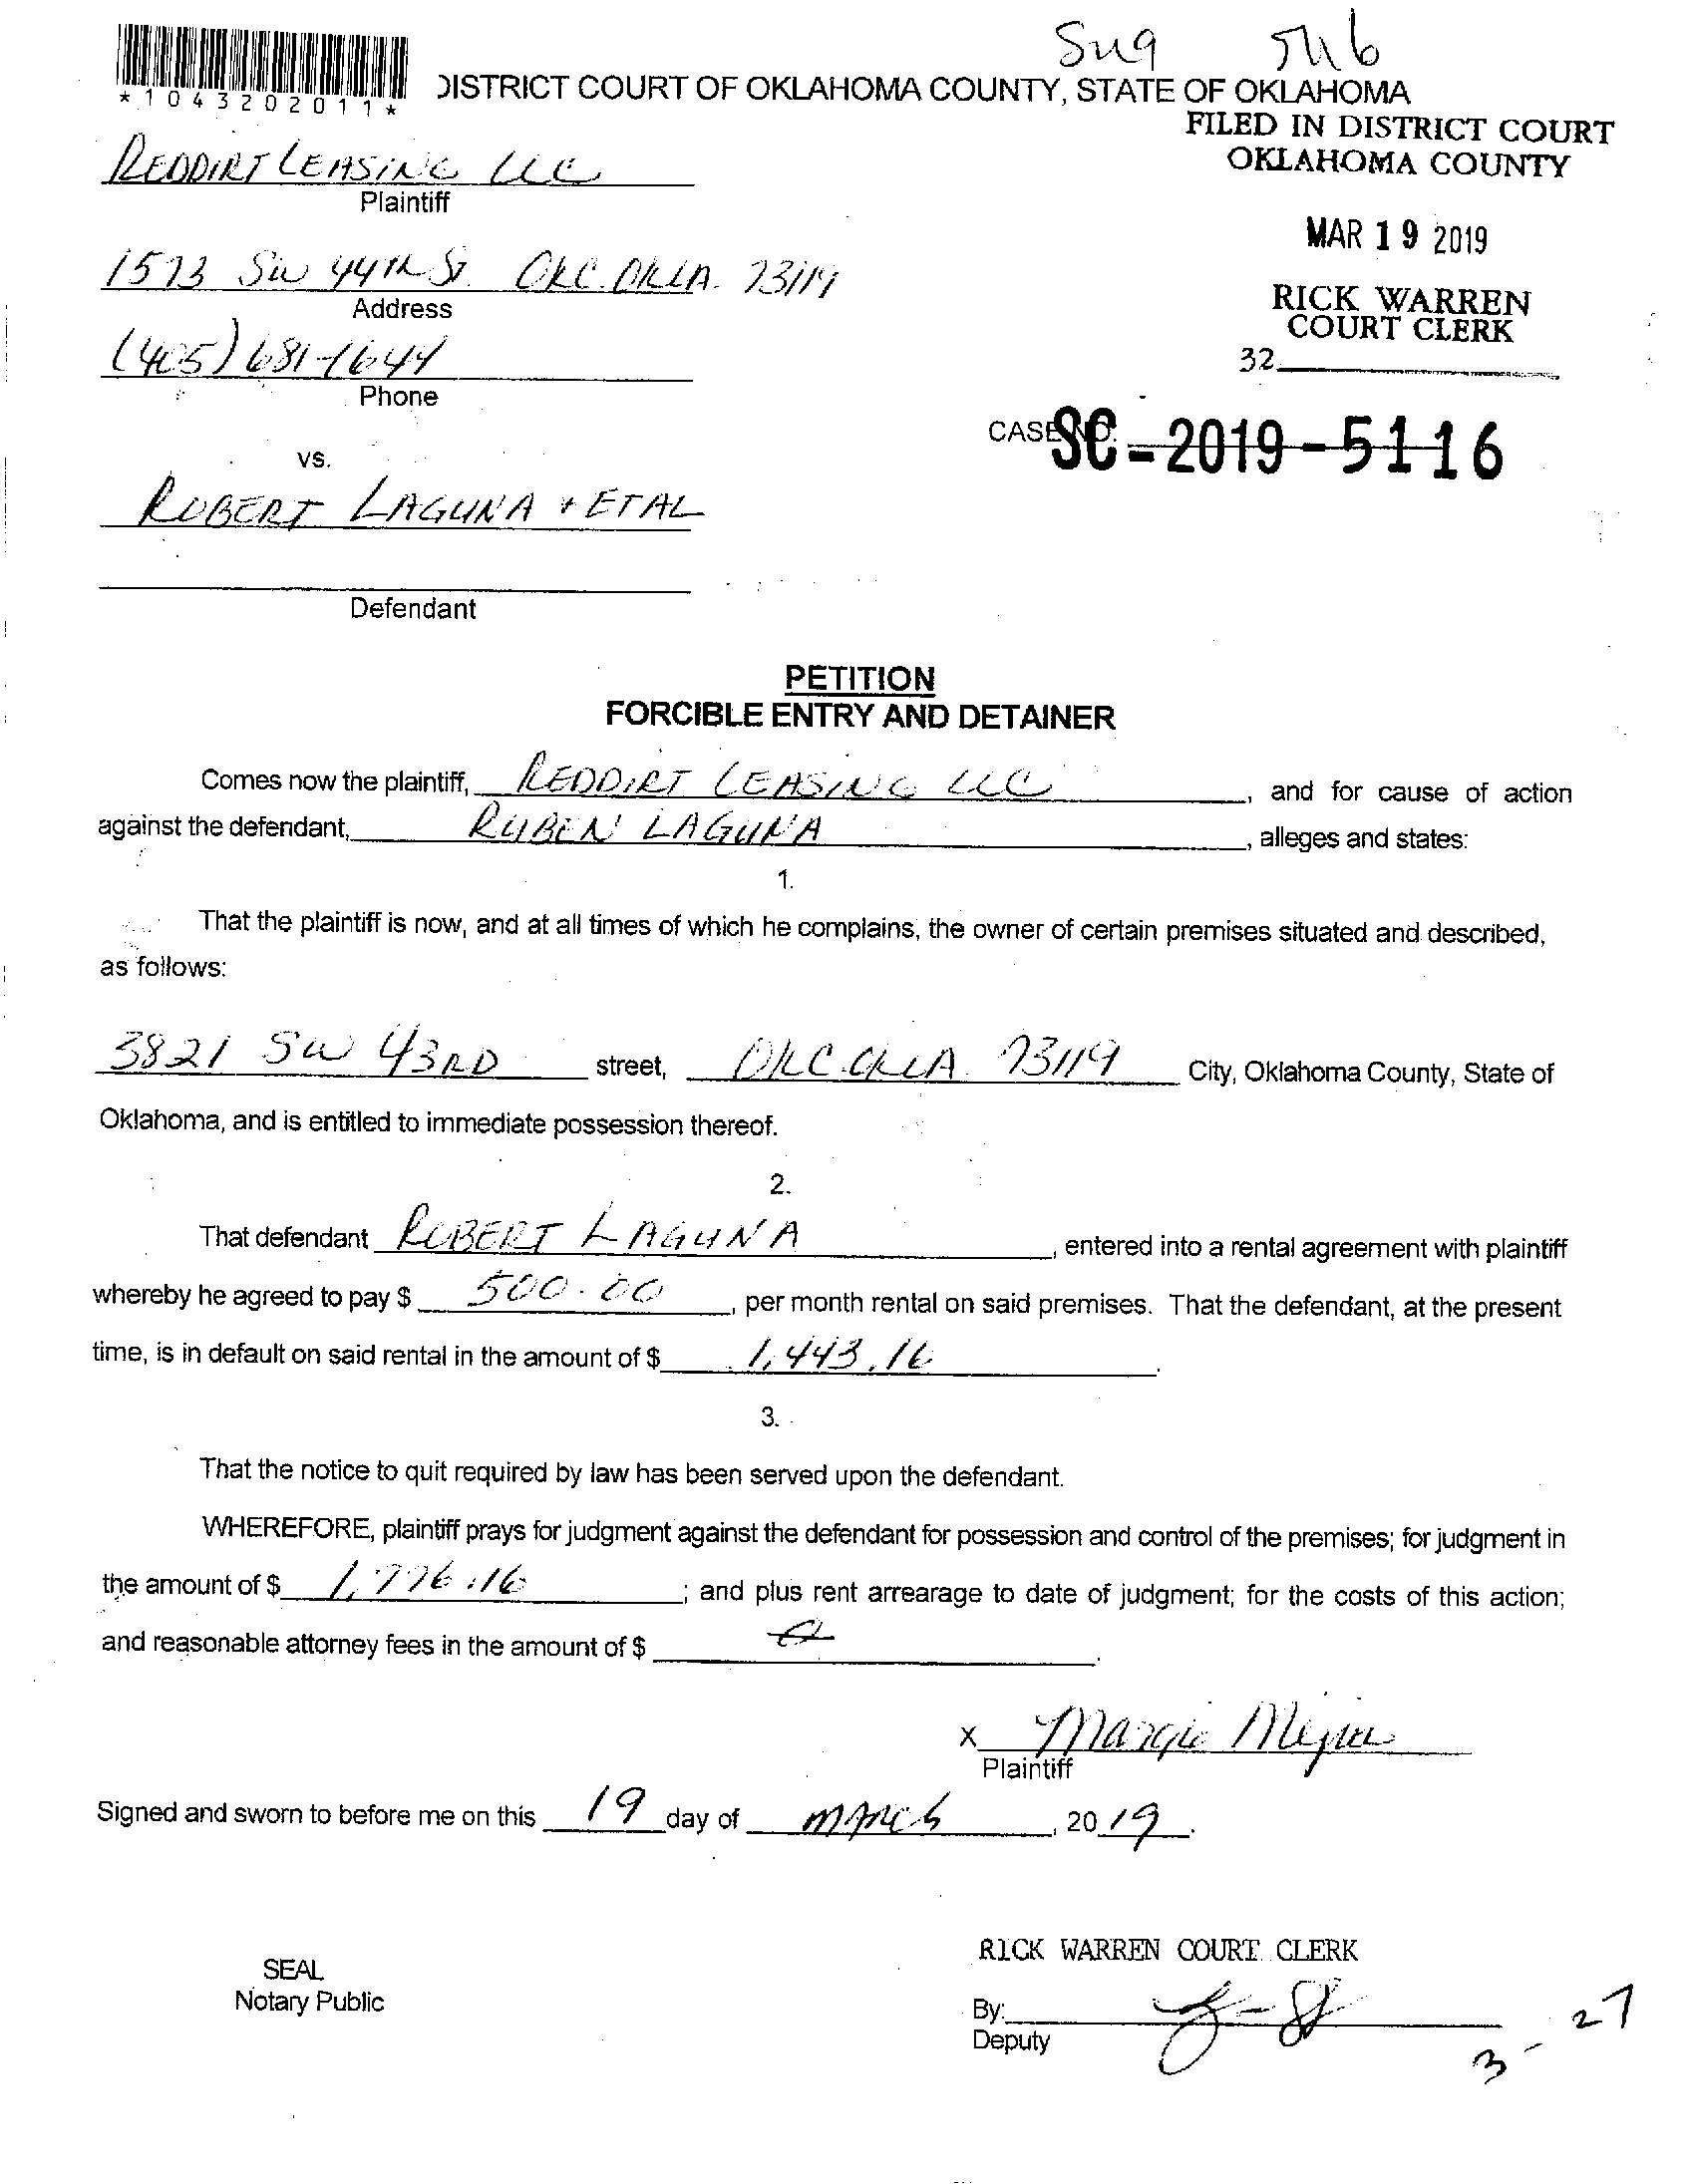 Sug 5116
*1043202011*
DISTRICT COURT OF OKLAHOMA COUNTY, STATE OF OKLAHOMA
FILED IN DISTRICT COURT
OKLAHOMA COUNTY
REDDIRT LEASING LLC
Plaintiff
MAR 19 2019
1573 SW 44th St. OKC. OKLA. 73119
Address
RICK WARREN
COURT CLERK
32
(405) 681-1644
Phone
CASE NO. SC-2019-5116
vs.
ROBERT LAGUNA + ETAL
Defendant
PETITION
FORCIBLE ENTRY AND DETAINER
Comes now the plaintiff, REDDIRT LEASING LLC, and for cause of action
against the defendant, RUBEN LAGUNA, alleges and states:
1.
That the plaintiff is now, and at all times of which he complains, the owner of certain premises situated and described,
as follows:
3821 SW 43RD street, OKC. OKLA. 73119 City, Oklahoma County, State of
Oklahoma, and is entitled to immediate possession thereof.
2.
That defendant ROBERT LAGUNA, entered into a rental agreement with plaintiff
whereby he agreed to pay $ 500.00, per month rental on said premises. That the defendant, at the present
time, is in default on said rental in the amount of $ 1,443.16.
3.
That the notice to quit required by law has been served upon the defendant.
WHEREFORE, plaintiff prays for judgment against the defendant for possession and control of the premises; for judgment in
the amount of $ 1,776.16; and plus rent arrearage to date of judgment; for the costs of this action;
and reasonable attorney fees in the amount of $
x Margie Mejia
Plaintiff
Signed and sworn to before me on this 19 day of March, 2019.
RICK WARREN COURT CLERK
SEAL
Notary Public
By:
Deputy
3-27